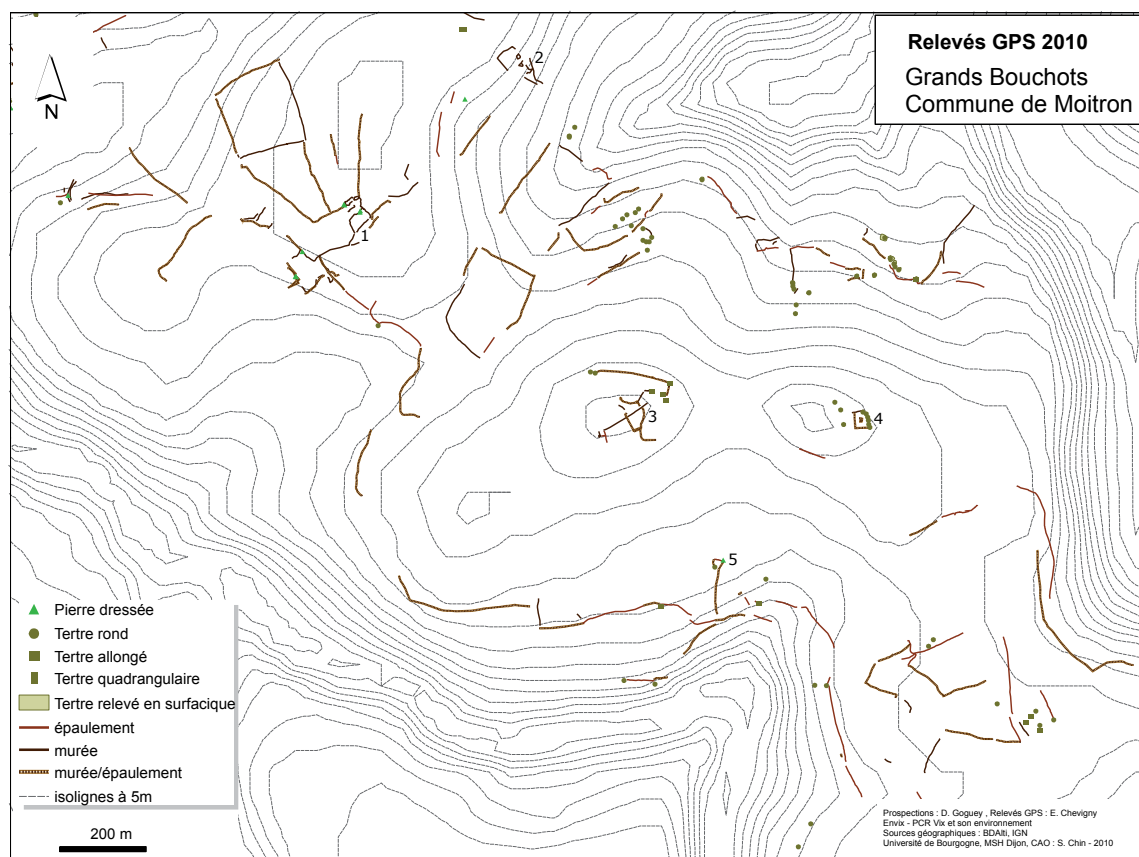 Relevés GPS 2010
Grands Bouchots
Commune de Moitron
N
1
2
3
4
5
Pierre dressée
Tertre rond
Tertre allongé
Tertre quadrangulaire
Tertre relevé en surfacique
épaulement
murée
murée/épaulement
isolignes à 5m
200 m
Prospections : D. Goguey , Relevés GPS : E. Chevigny
Envix - PCR Vix et son environnement
Sources géographiques : BDAlti, IGN
Université de Bourgogne, MSH Dijon, CAO : S. Chin - 2010